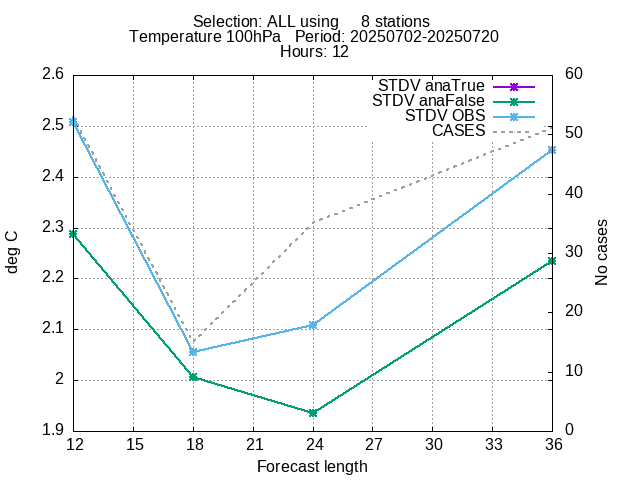 Selection: ALL using 8 stations
Temperature 100hPa Period: 20250702-20250720
Hours: 12
STDV anaTrue
STDV anaFalse
STDV OBS
CASES
2.6
2.5
2.4
2.3
2.2
2.1
2
1.9
deg C
60
50
40
30
20
10
0
No cases
12 15 18 21 24 27 30 33 36
Forecast length